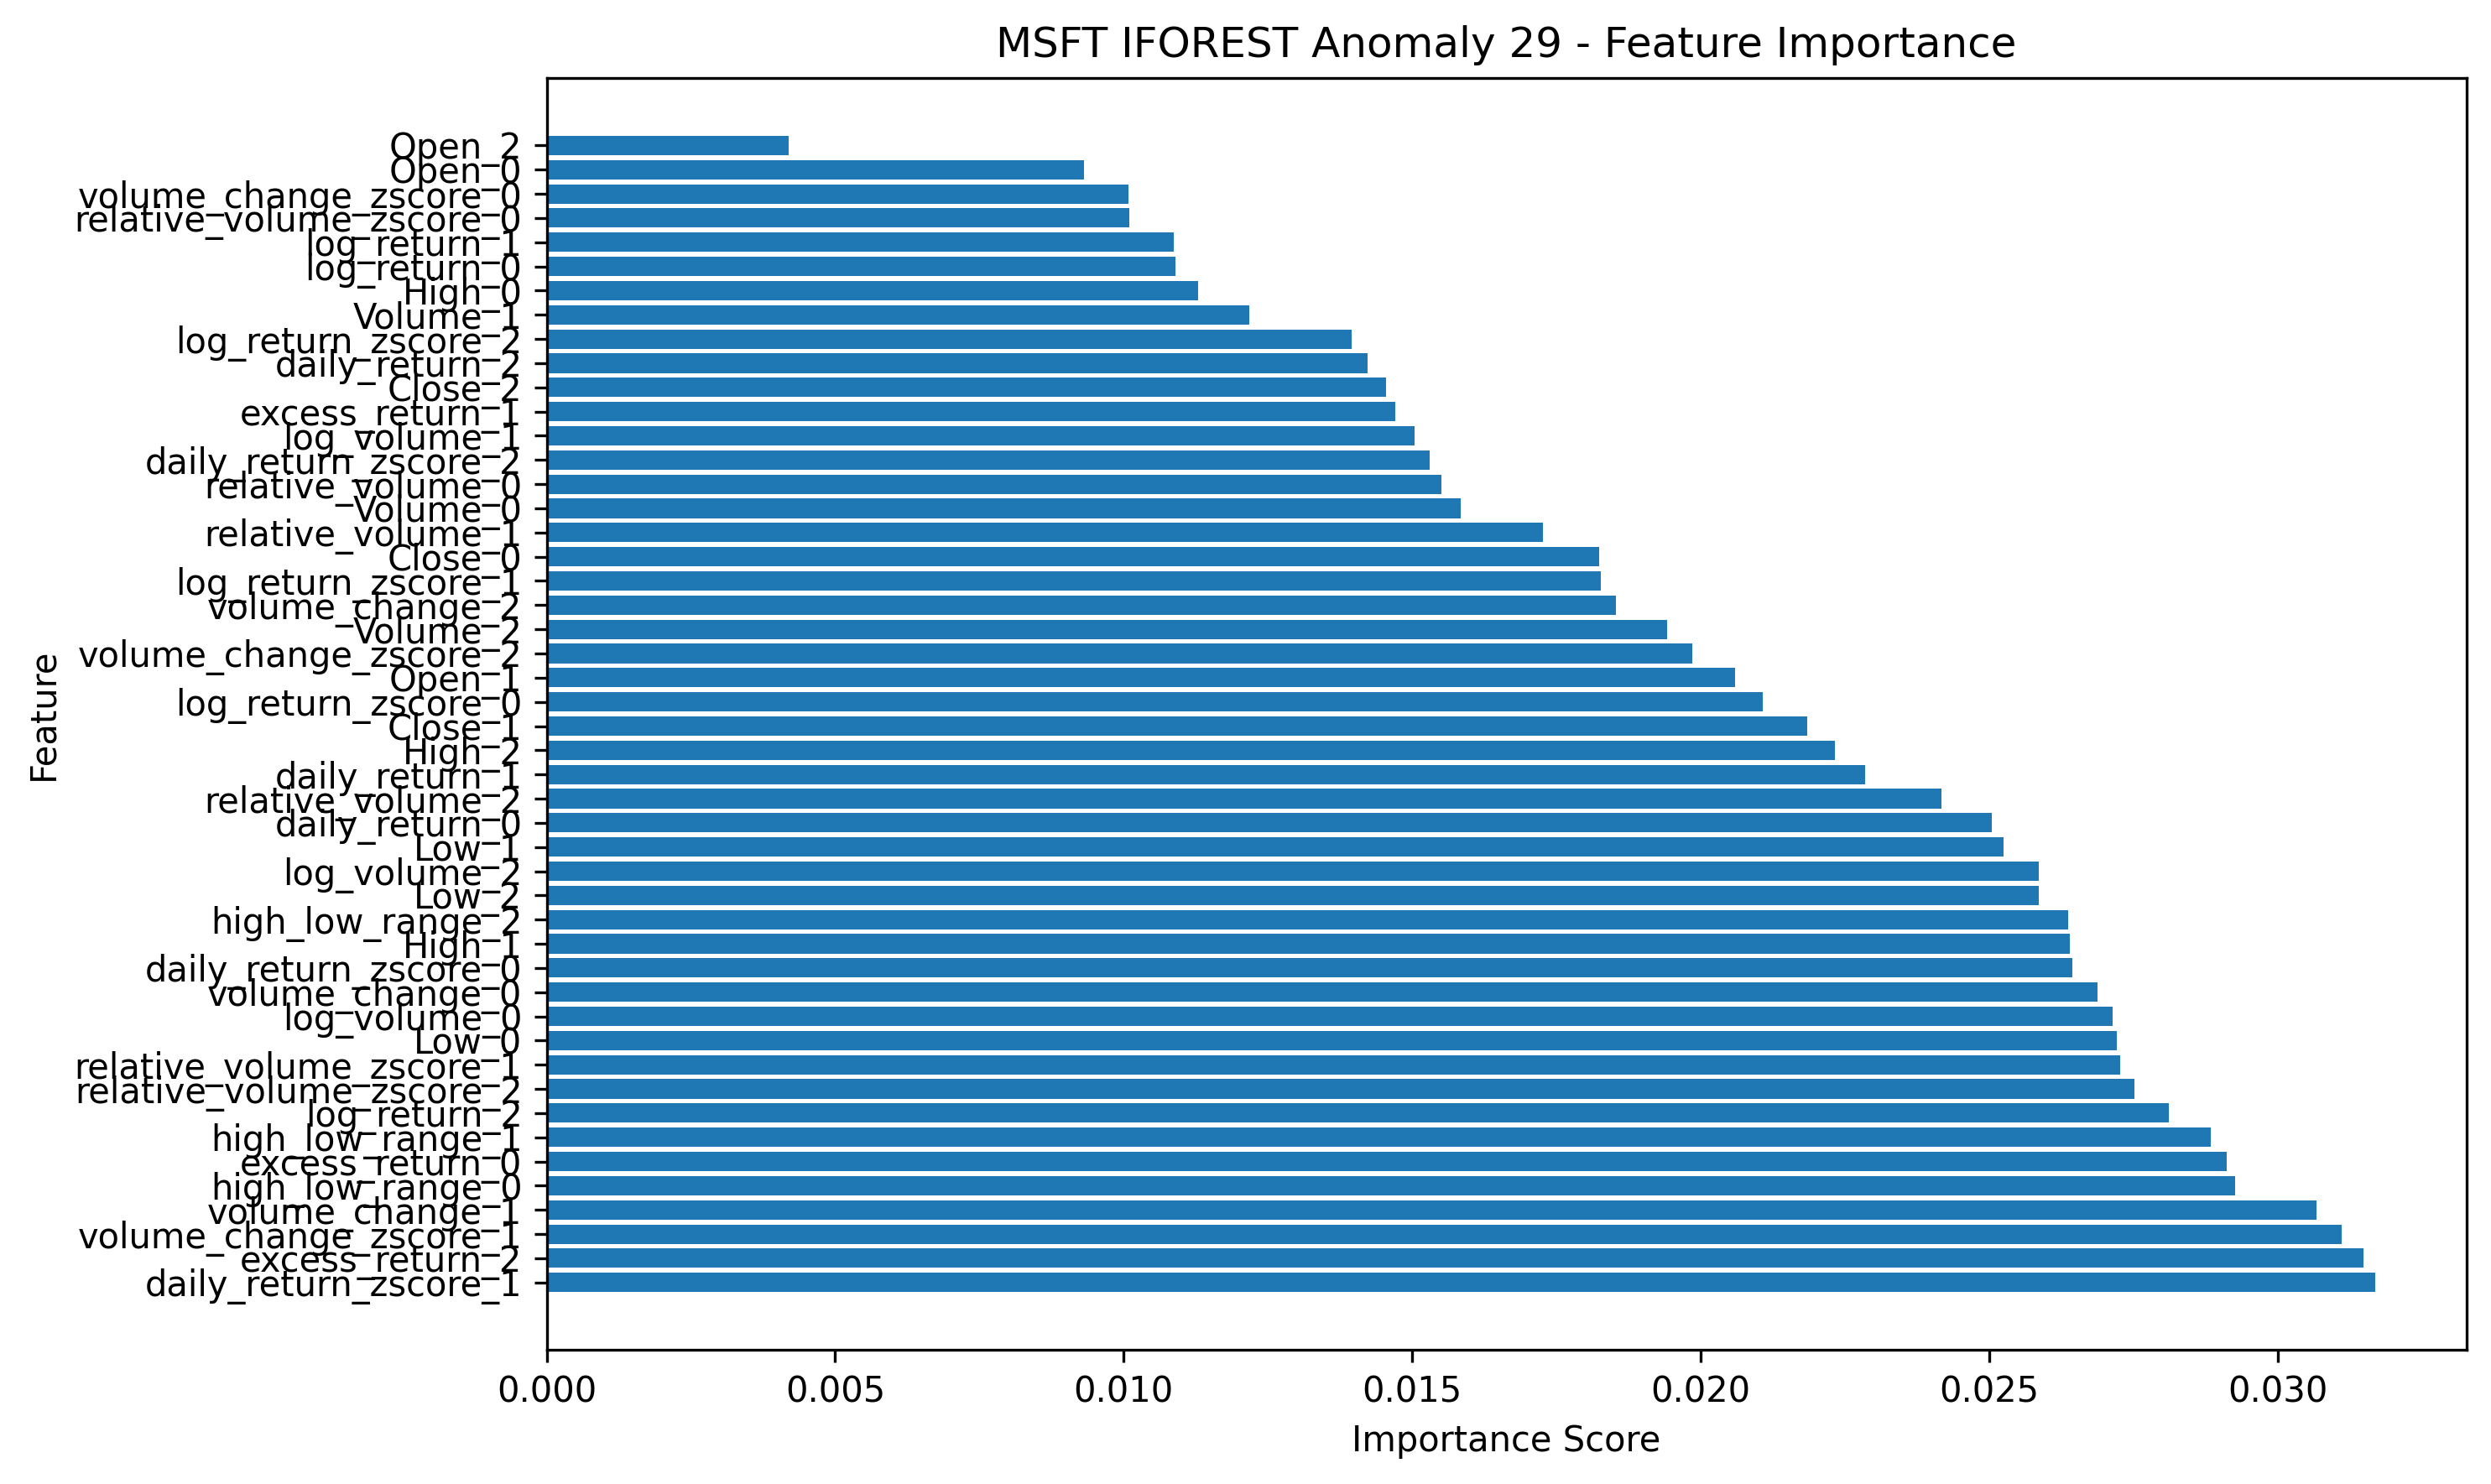 MSFT IFOREST Anomaly 29 - Feature Importance
Open_2
Open_0
volume_change_zscore_0
relative_volume_zscore_0
log_return_1
log_return_0
High_0
Volume_1
log_return_zscore_2
daily_return_2
Close_2
excess_return_1
log_volume_1
daily_return_zscore_2
relative_volume_0
Volume_0
relative_volume_1
Close_0
log_return_zscore_1
volume_change_2
Volume_2
volume_change_zscore_2
Open_1
log_return_zscore_0
Close_1
High_2
daily_return_1
relative_volume_2
daily_return_0
Low_1
log_volume_2
Low_2
high_low_range_2
High_1
daily_return_zscore_0
volume_change_0
log_volume_0
Low_0
relative_volume_zscore_1
relative_volume_zscore_2
log_return_2
high_low_range_1
excess_return_0
high_low_range_0
volume_change_1
volume_change_zscore_1
excess_return_2
daily_return_zscore_1
Feature
0.000 0.005 0.010 0.015 0.020 0.025 0.030
Importance Score